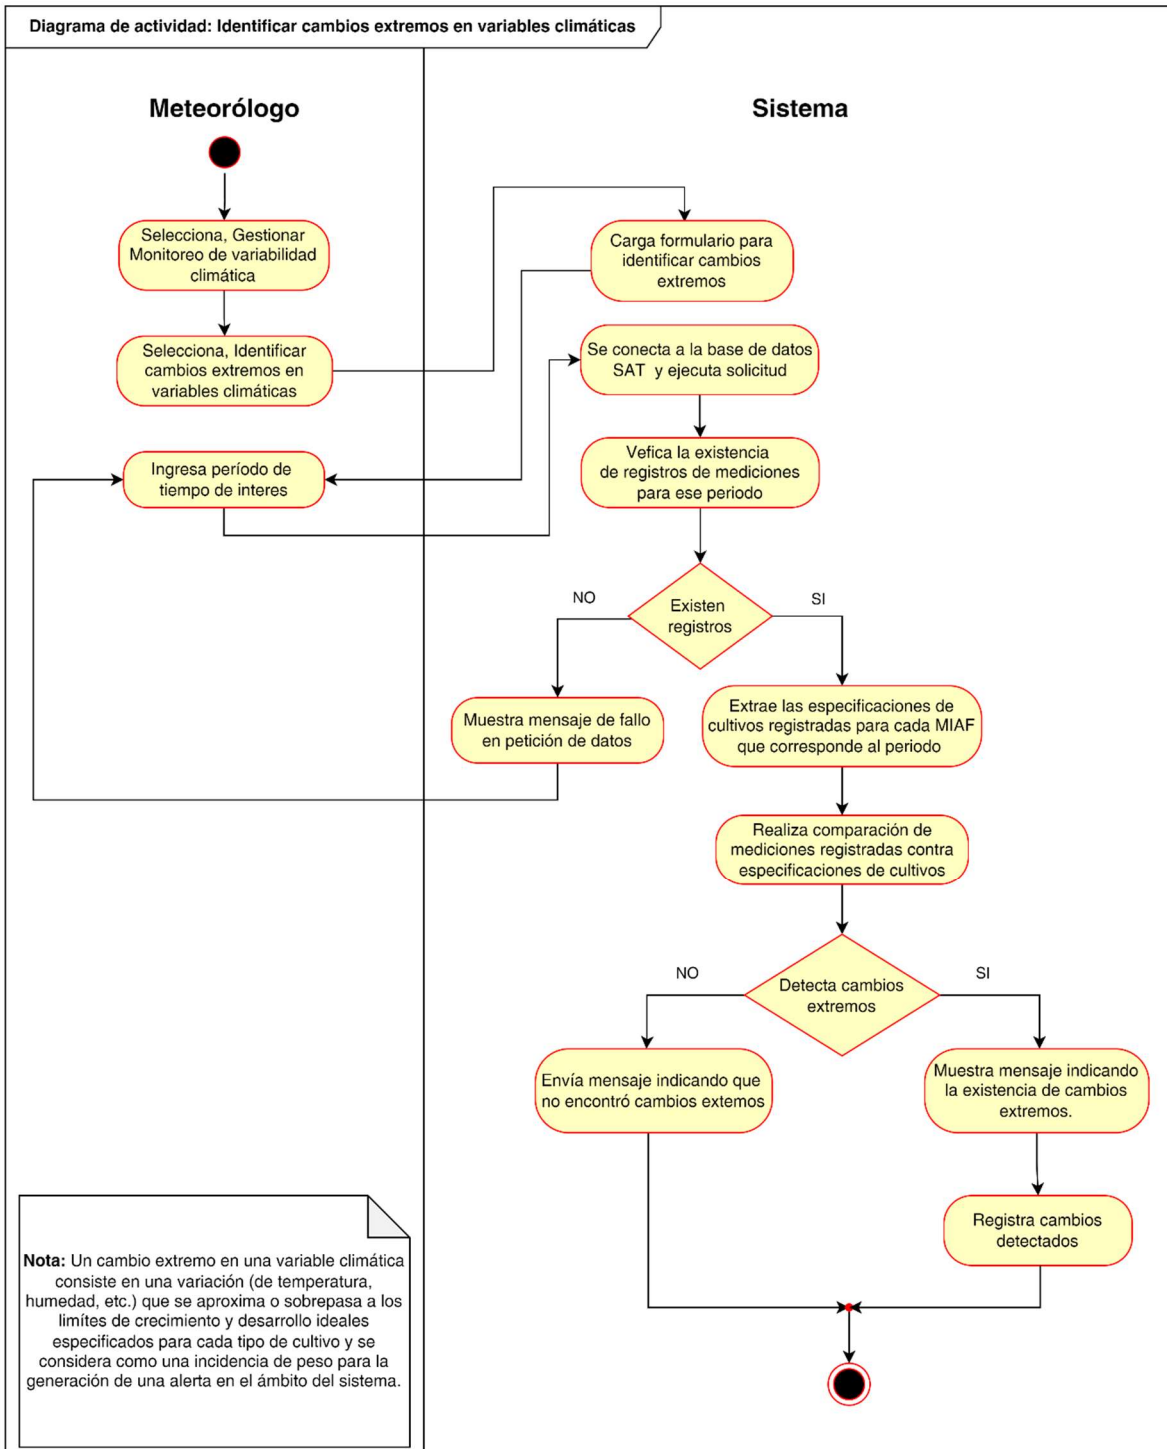 Diagrama de actividad: Identificar cambios extremos en variables climáticas
Meteorólogo
Sistema
Selecciona, Gestionar
Monitoreo de variabilidad
climática
Carga formulario para
identificar cambios
extremos
Selecciona, Identificar
cambios extremos en
variables climáticas
Se conecta a la base de datos
SAT y ejecuta solicitud
Ingresa período de
tiempo de interes
Vefica la existencia
de registros de mediciones
para ese periodo
NO
Existen
registros
SI
Muestra mensaje de fallo
en petición de datos
Extrae las especificaciones de
cultivos registradas para cada MIAF
que corresponde al periodo
Realiza comparación de
mediciones registradas contra
especificaciones de cultivos
NO
Detecta cambios
extremos
SI
Envía mensaje indicando que
no encontró cambios extemos
Muestra mensaje indicando
la existencia de cambios
extremos.
Registra cambios
detectados
Nota: Un cambio extremo en una variable climática
consiste en una variación (de temperatura,
humedad, etc.) que se aproxima o sobrepasa a los
limítes de crecimiento y desarrollo ideales
especificados para cada tipo de cultivo y se
considera como una incidencia de peso para la
generación de una alerta en el ámbito del sistema.